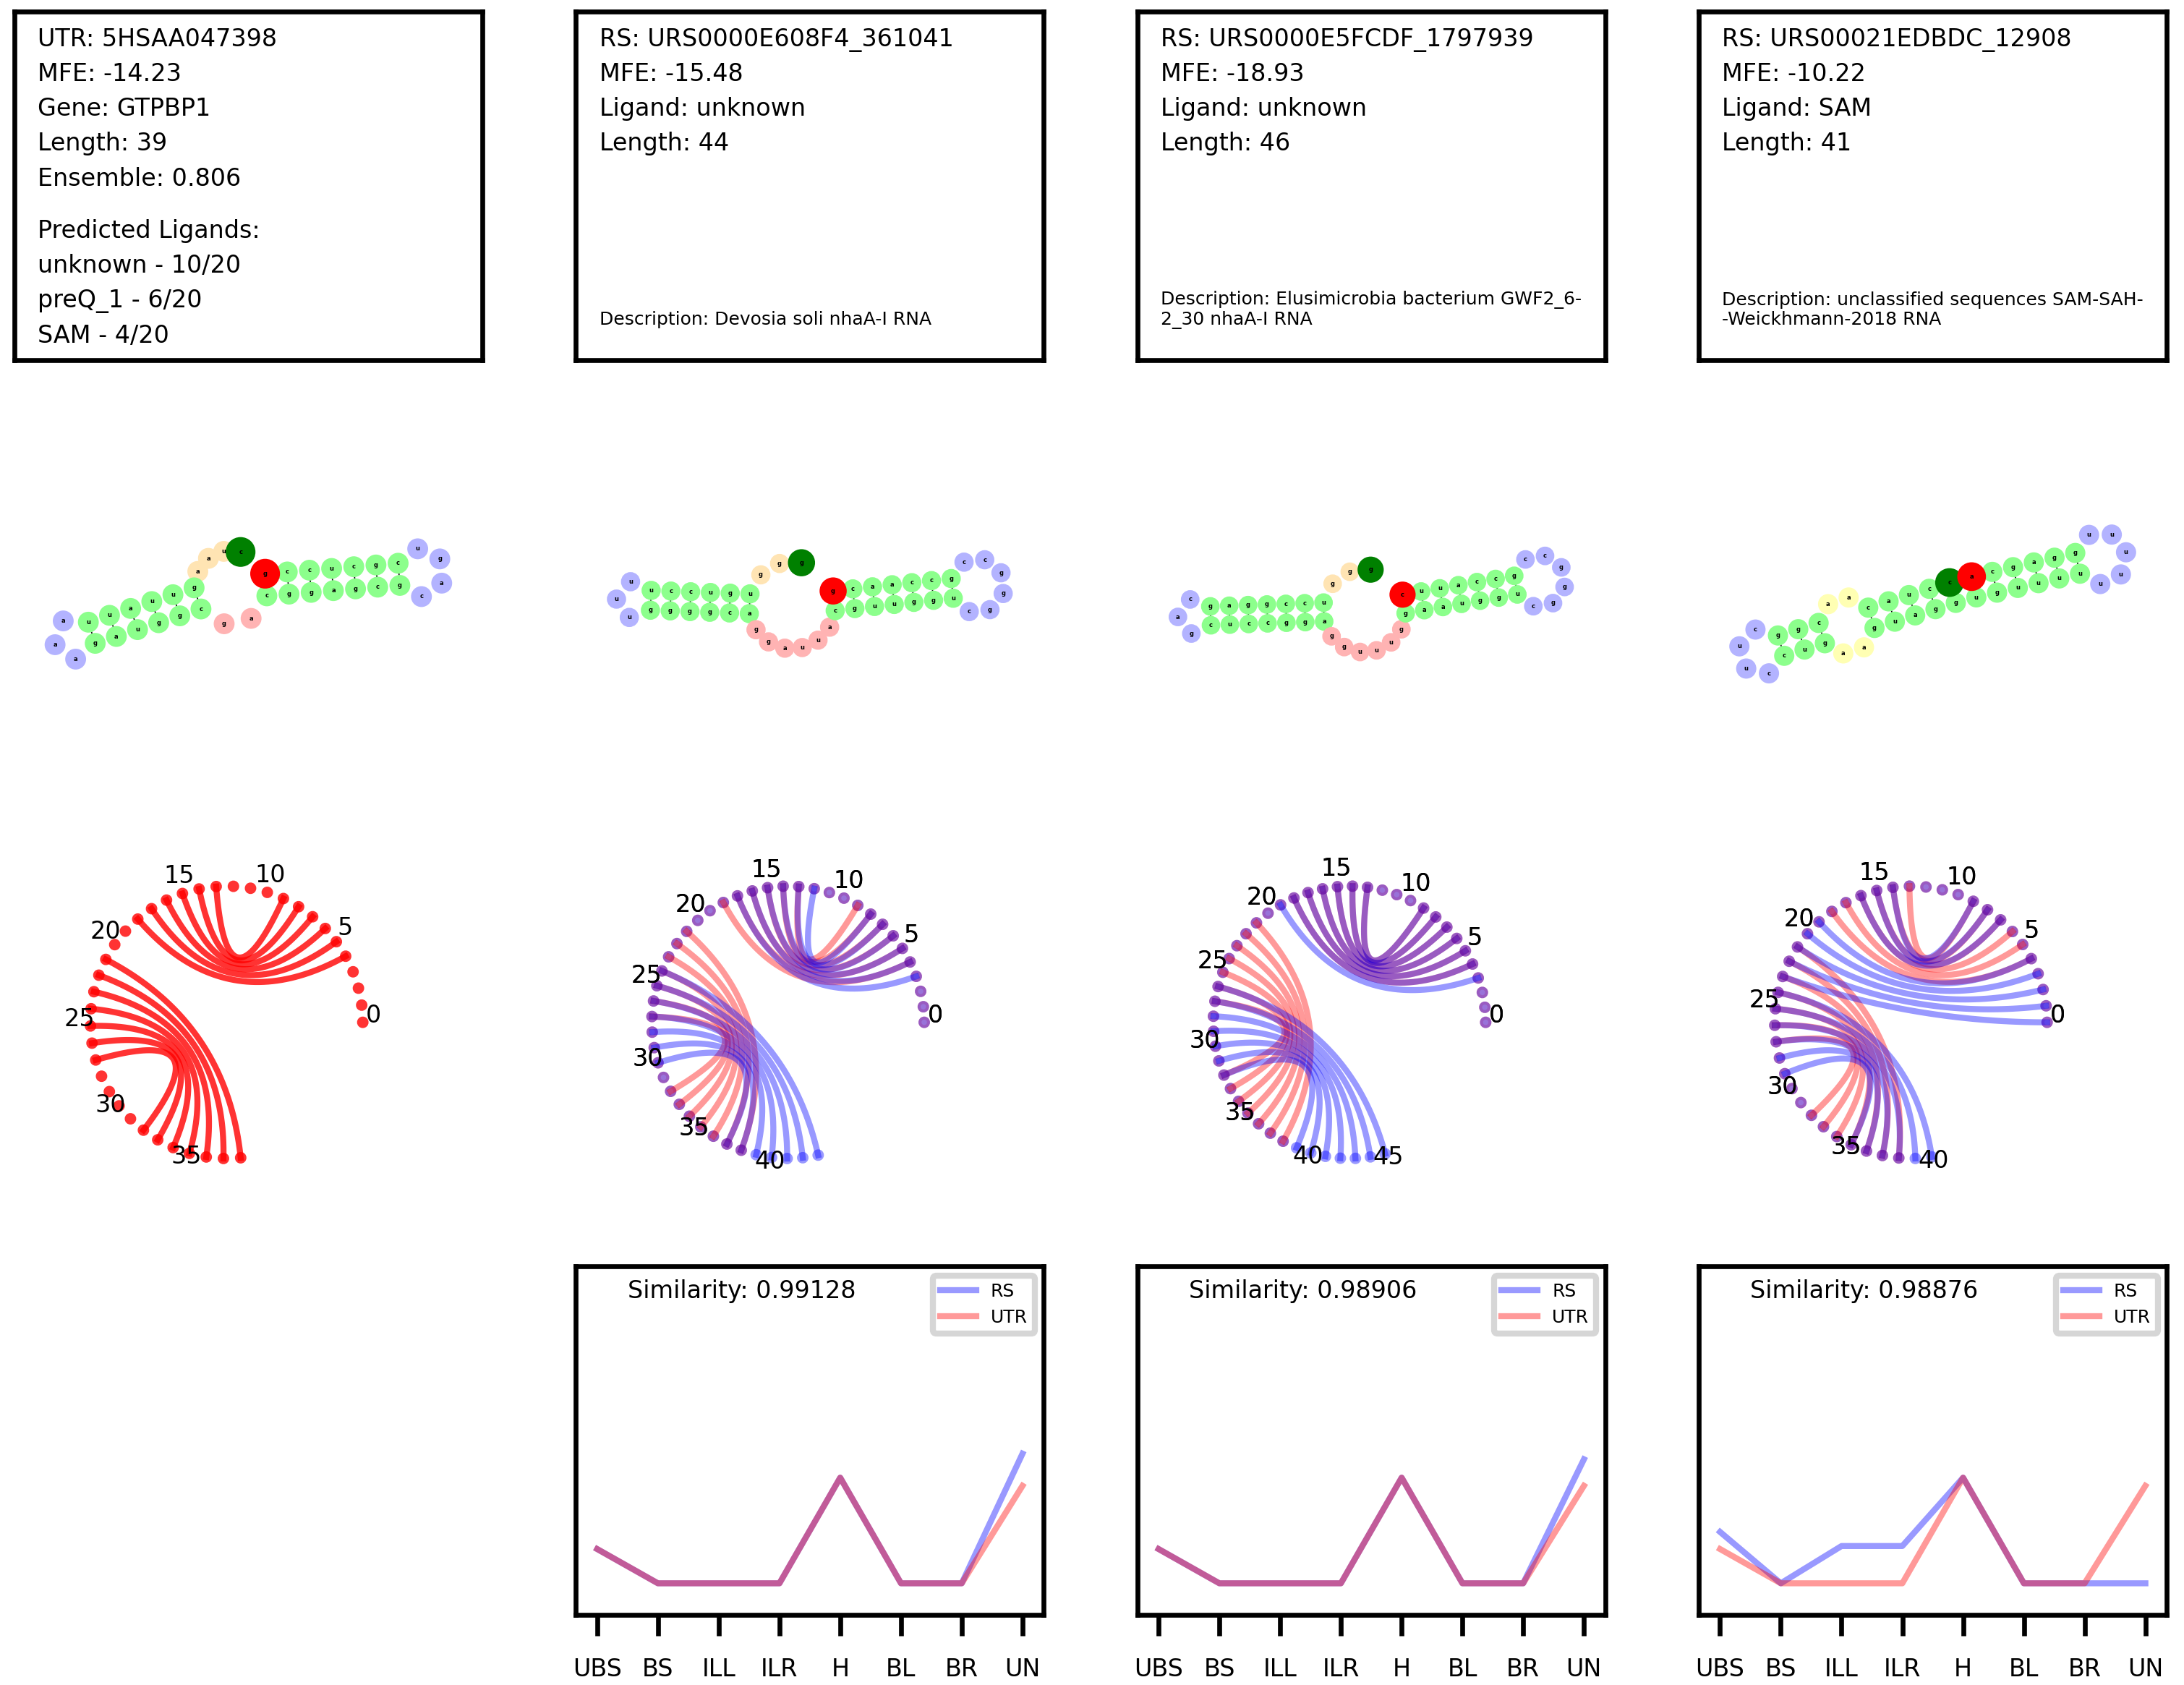 UTR: 5HSAA047398
MFE: -14.23
Gene: GTPBP1
Length: 39
Ensemble: 0.806
Predicted Ligands:
unknown - 10/20
preQ_1 - 6/20
SAM - 4/20
RS: URS0000E608F4_361041
MFE: -15.48
Ligand: unknown
Length: 44
Description: Devosia soli nhaA-I RNA
RS: URS0000E5FCDF_1797939
MFE: -18.93
Ligand: unknown
Length: 46
Description: Elusimicrobia bacterium GWF2_6-
2_30 nhaA-I RNA
RS: URS00021EDBDC_12908
MFE: -10.22
Ligand: SAM
Length: 41
Description: unclassified sequences SAM-SAH-
-Weickhmann-2018 RNA
0
5
10
15
20
25
30
35
0
5
10
15
20
25
30
35
40
0
5
10
15
20
25
30
35
40
45
0
5
10
15
20
25
30
35
40
Similarity: 0.99128
RS
UTR
UBS BS ILL ILR H BL BR UN
Similarity: 0.98906
RS
UTR
UBS BS ILL ILR H BL BR UN
Similarity: 0.98876
RS
UTR
UBS BS ILL ILR H BL BR UN